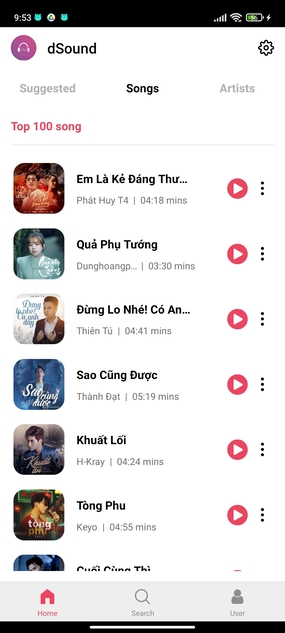 9:53
dSound
Suggested Songs Artists
Top 100 song
Em Là Kẻ Đáng Thư...
Phát Huy T4 | 04:18 mins
Quả Phụ Tướng
Dunghoangp... | 03:30 mins
Đừng Lo Nhé! Có An...
Thiên Tú | 04:41 mins
Sao Cũng Được
Thành Đạt | 05:19 mins
Khuất Lối
H-Kray | 04:24 mins
Tòng Phu
Keyo | 04:55 mins
Cuối Cùng Thì
Home Search User